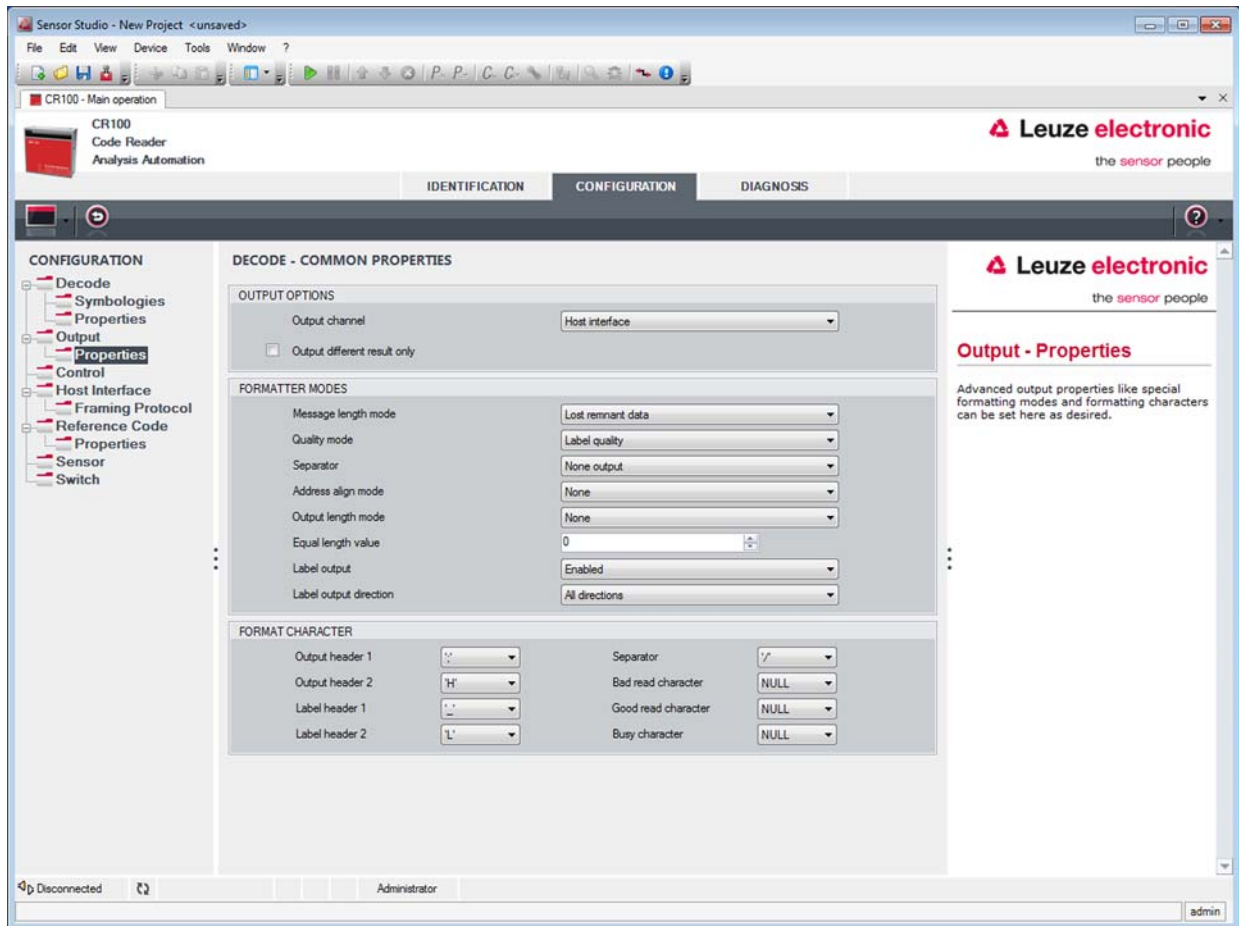 Sensor Studio - New Project <unsaved>
File Edit View Device Tools Window ?
P P C C
CR100 - Main operation
CR100
Code Reader
Analysis Automation
Leuze electronic
the sensor people
IDENTIFICATION CONFIGURATION DIAGNOSIS
CONFIGURATION
Decode
Symbologies
Properties
Output
Properties
Control
Host Interface
Framing Protocol
Reference Code
Properties
Sensor
Switch
DECODE - COMMON PROPERTIES
OUTPUT OPTIONS
Output channel Host interface
Output different result only
FORMATTER MODES
Message length mode Lost remnant data
Quality mode Label quality
Separator None output
Address align mode None
Output length mode None
Equal length value 0
Label output Enabled
Label output direction All directions
FORMAT CHARACTER
Output header 1 Separator '/'
Output header 2 'H' Bad read character NULL
Label header 1 '_' Good read character NULL
Label header 2 'L' Busy character NULL
Leuze electronic
the sensor people
Output - Properties
Advanced output properties like special
formatting modes and formatting characters
can be set here as desired.
Disconnected Administrator
admin